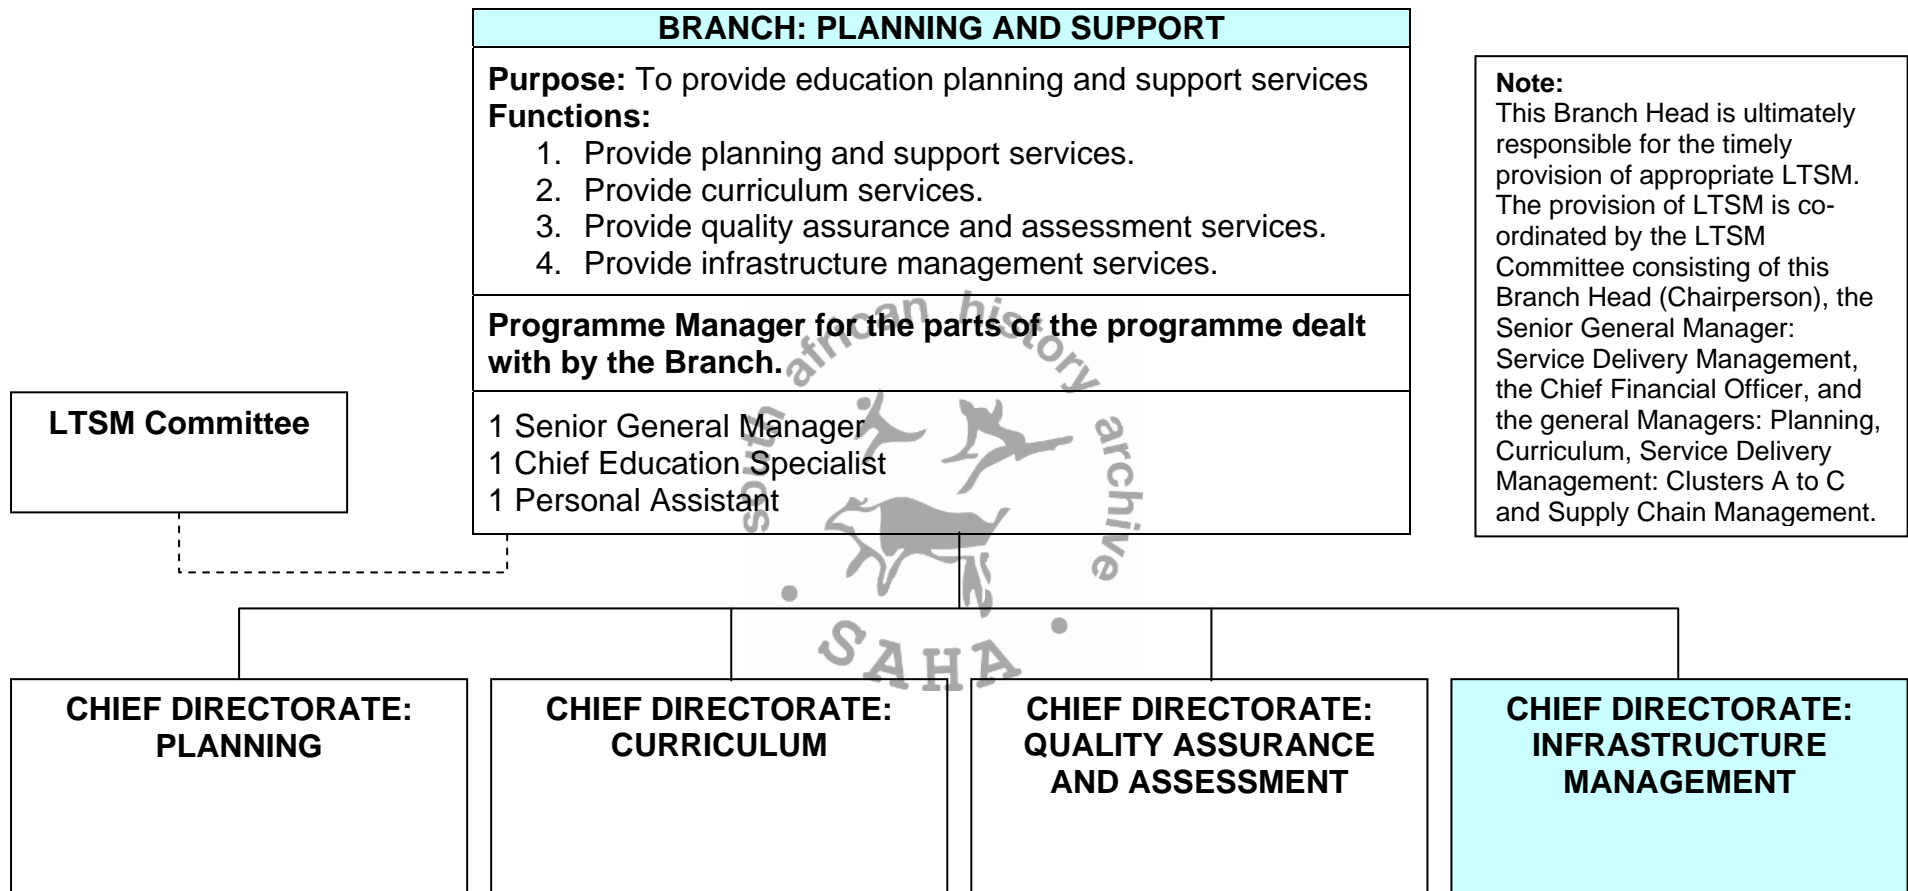 BRANCH: PLANNING AND SUPPORT
Purpose: To provide education planning and support services
Functions:
1. Provide planning and support services.
2. Provide curriculum services.
3. Provide quality assurance and assessment services.
4. Provide infrastructure management services.
Programme Manager for the parts of the programme dealt
with by the Branch.
1 Senior General Manager
1 Chief Education Specialist
1 Personal Assistant
Note:
This Branch Head is ultimately
responsible for the timely
provision of appropriate LTSM.
The provision of LTSM is co-
ordinated by the LTSM
Committee consisting of this
Branch Head (Chairperson), the
Senior General Manager:
Service Delivery Management,
the Chief Financial Officer, and
the general Managers: Planning,
Curriculum, Service Delivery
Management: Clusters A to C
and Supply Chain Management.
LTSM Committee
south african history archive
• SAHA •
CHIEF DIRECTORATE:
PLANNING
CHIEF DIRECTORATE:
CURRICULUM
CHIEF DIRECTORATE:
QUALITY ASSURANCE
AND ASSESSMENT
CHIEF DIRECTORATE:
INFRASTRUCTURE
MANAGEMENT